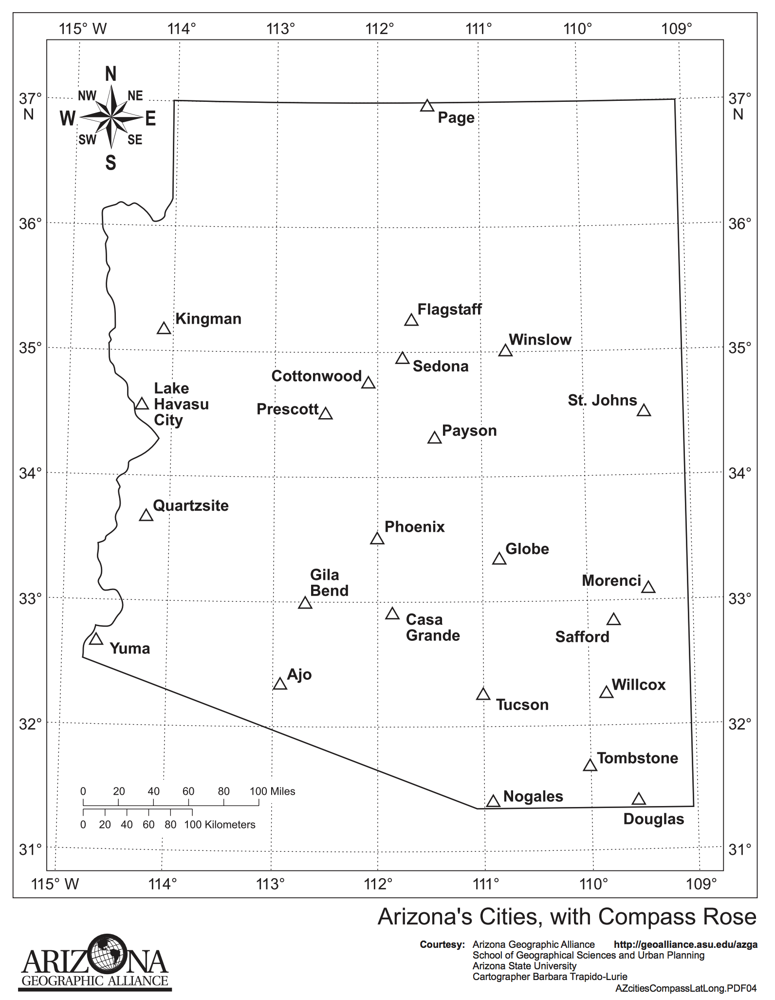 115° W 114° 113° 112° 111° 110° 109°
N
NW NE
37° 37°
N N
W E
Page
SW SE
S
36° 36°
Flagstaff
Kingman
Winslow
35° 35°
Sedona
Cottonwood
Lake
Havasu
City
St. Johns
Prescott
Payson
34° 34°
Quartzsite
Phoenix
Globe
Gila
Bend
Morenci
33° 33°
Casa
Grande
Safford
Yuma
Ajo
Willcox
Tucson
32° 32°
Tombstone
0 20 40 60 80 100 Miles
Nogales
Douglas
0 20 40 60 80 100 Kilometers
31° 31°
115° W 114° 113° 112° 111° 110° 109°
Arizona's Cities, with Compass Rose
Courtesy: Arizona Geographic Alliance http://geoalliance.asu.edu/azga
School of Geographical Sciences and Urban Planning
Arizona State University
Cartographer Barbara Trapido-Lurie
AZcitiesCompassLatLong.PDF04
ARIZONA
GEOGRAPHIC ALLIANCE